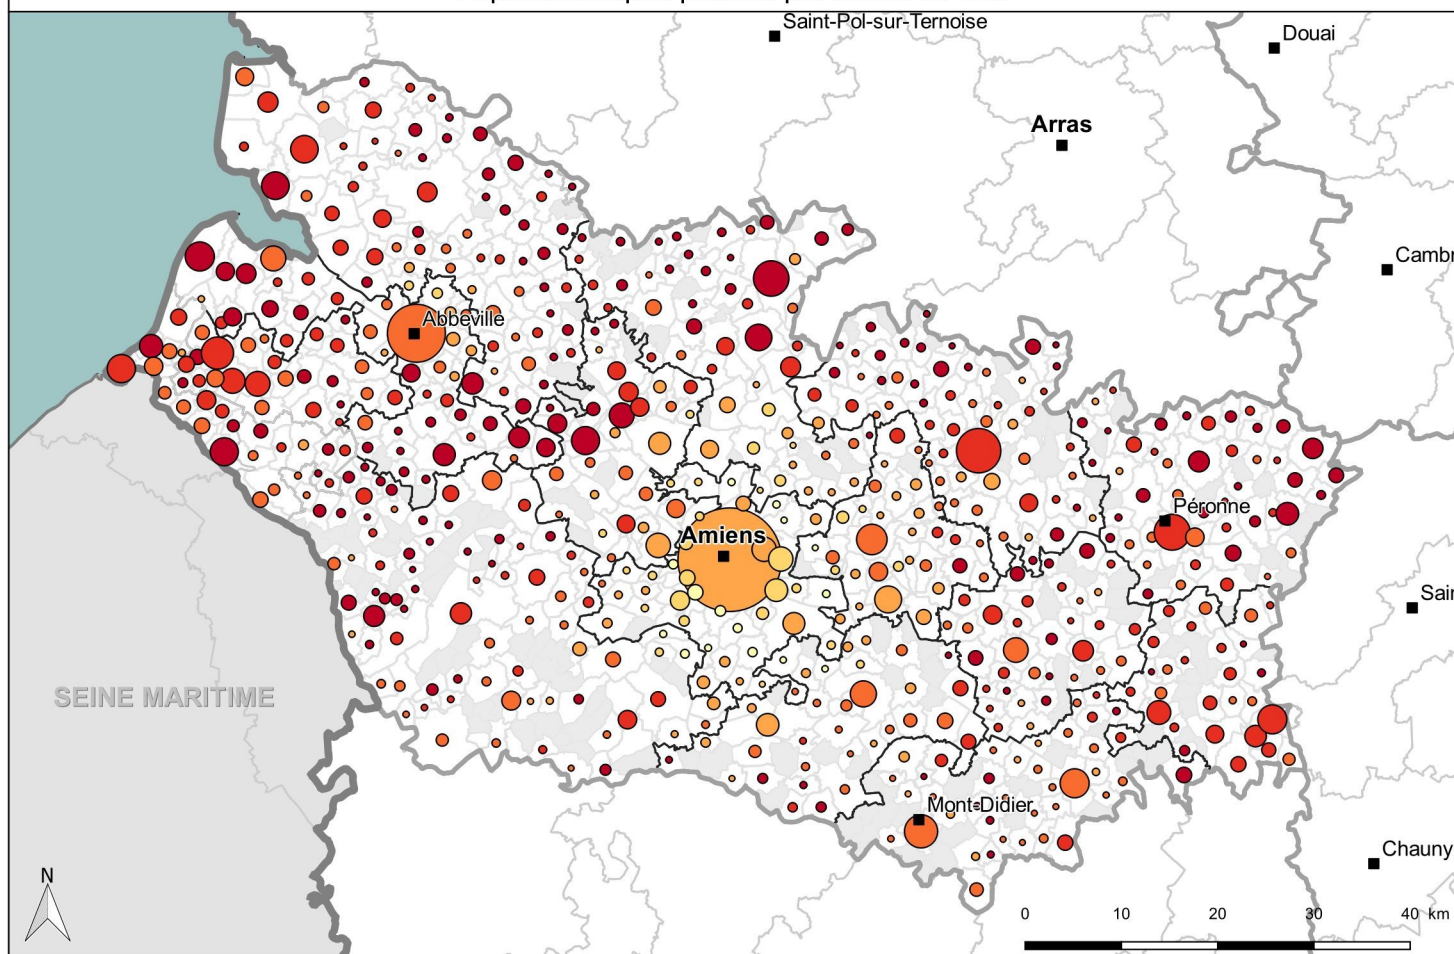 Saint-Pol-sur-Ternoise
Douai
Arras
Cambr
Abbeville
Péronne
Amiens
Sain
SEINE MARITIME
Mont-Didier
Chauny
N
0 10 20 30 40 km